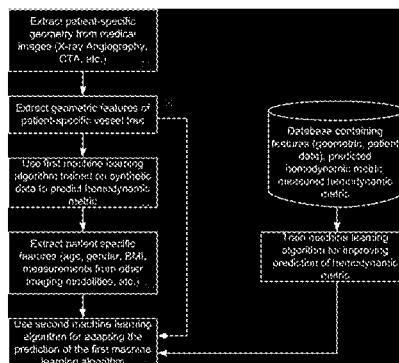 Extract patient-specific
geometry from medical
images (X-ray Angiography,
CTA, etc.)
Extract geometric features of
patient-specific vessel tree
Use first machine learning
algorithm trained on synthetic
data to predict hemodynamic
metric
Extract patient specific
features (age, gender, BMI,
measurements from other
imaging modalities, etc.)
Use second machine learning
algorithm for adapting the
prediction of the first machine
learning algorithm
Database containing
features (geometric, patient
data), predicted
hemodynamic metric
measured hemodynamic
metric
Train machine learning
algorithm for improving
prediction of hemodynamic
metric